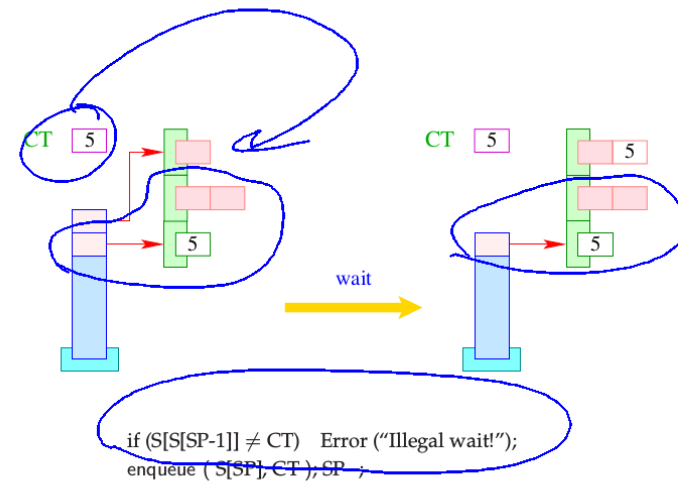 CT 5 CT 5 5
5 5
wait
if (S[S[SP-1]] ≠ CT) Error (“Illegal wait!”);
enqueue ( S[SP], CT ); SP--;